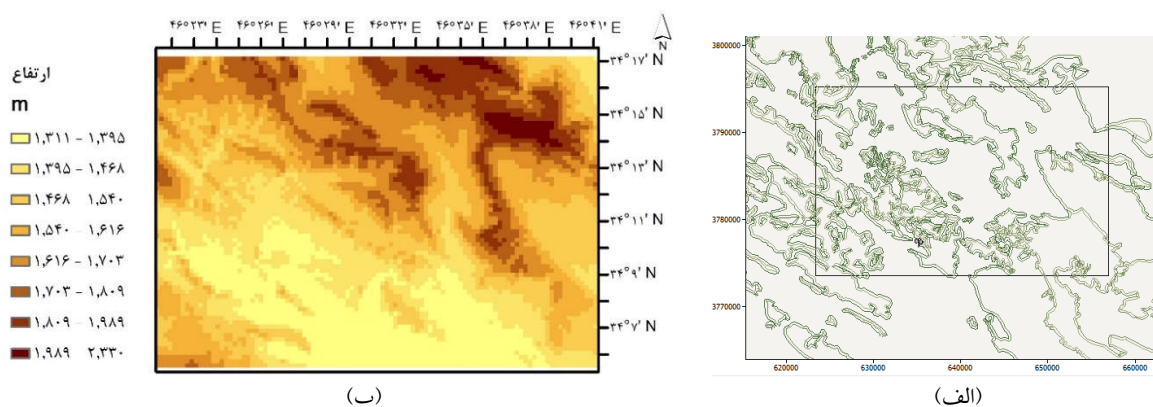 ۴۶°۲۳′ E ۴۶°۲۶′ E ۴۶°۲۹′ E ۴۶°۳۲′ E ۴۶°۳۵′ E ۴۶°۳۸′ E ۴۶°۴۱′ E
N
ارتفاع
m
۱,۳۱۱ - ۱,۳۹۵
۱,۳۹۵ - ۱,۴۶۸
۱,۴۶۸ ۱,۵۴۰
۱,۵۴۰ - ۱,۶۱۶
۱,۶۱۶ - ۱,۷۰۳
۱,۷۰۳ - ۱,۸۰۹
۱,۸۰۹ ۱,۹۸۹
۱,۹۸۹ ۲,۳۳۰
۳۴°۱۷′ N
۳۴°۱۵′ N
۳۴°۱۳′ N
۳۴°۱۱′ N
۳۴°۹′ N
۳۴°۷′ N
(ب)
3800000
3790000
3780000
3770000
620000 630000 640000 650000 660000
(الف)